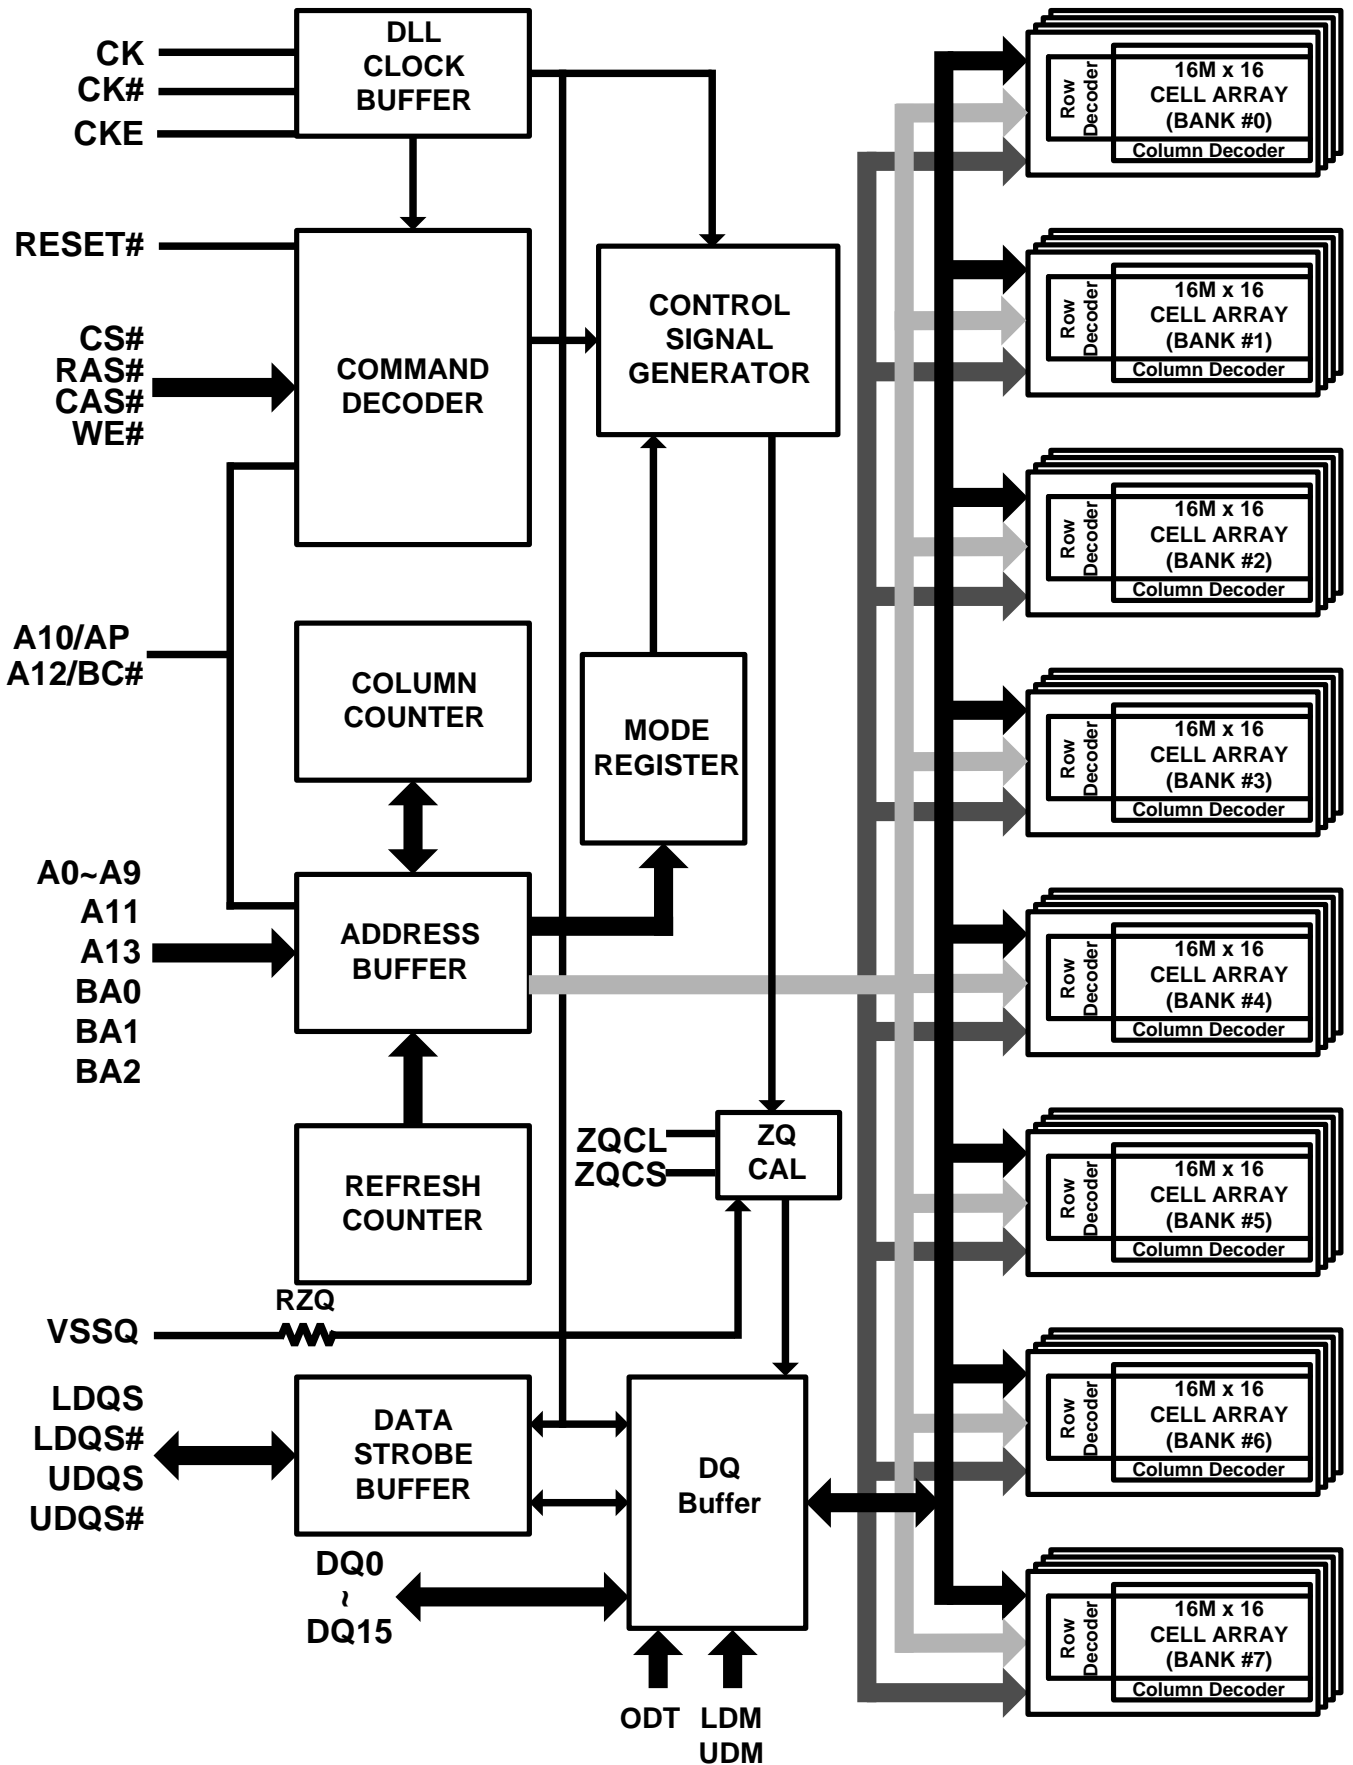 CK
CK#
CKE
DLL
CLOCK
BUFFER
RESET#
CS#
RAS#
CAS#
WE#
COMMAND
DECODER
CONTROL
SIGNAL
GENERATOR
A10/AP
A12/BC#
COLUMN
COUNTER
MODE
REGISTER
A0~A9
A11
A13
BA0
BA1
BA2
ADDRESS
BUFFER
REFRESH
COUNTER
ZQCL
ZQCS
ZQ
CAL
RZQ
VSSQ
LDQS
LDQS#
UDQS
UDQS#
DATA
STROBE
BUFFER
DQ
Buffer
DQ0
~
DQ15
ODT
LDM
UDM
Row
Decoder
16M x 16
CELL ARRAY
(BANK #0)
Column Decoder
Row
Decoder
16M x 16
CELL ARRAY
(BANK #1)
Column Decoder
Row
Decoder
16M x 16
CELL ARRAY
(BANK #2)
Column Decoder
Row
Decoder
16M x 16
CELL ARRAY
(BANK #3)
Column Decoder
Row
Decoder
16M x 16
CELL ARRAY
(BANK #4)
Column Decoder
Row
Decoder
16M x 16
CELL ARRAY
(BANK #5)
Column Decoder
Row
Decoder
16M x 16
CELL ARRAY
(BANK #6)
Column Decoder
Row
Decoder
16M x 16
CELL ARRAY
(BANK #7)
Column Decoder